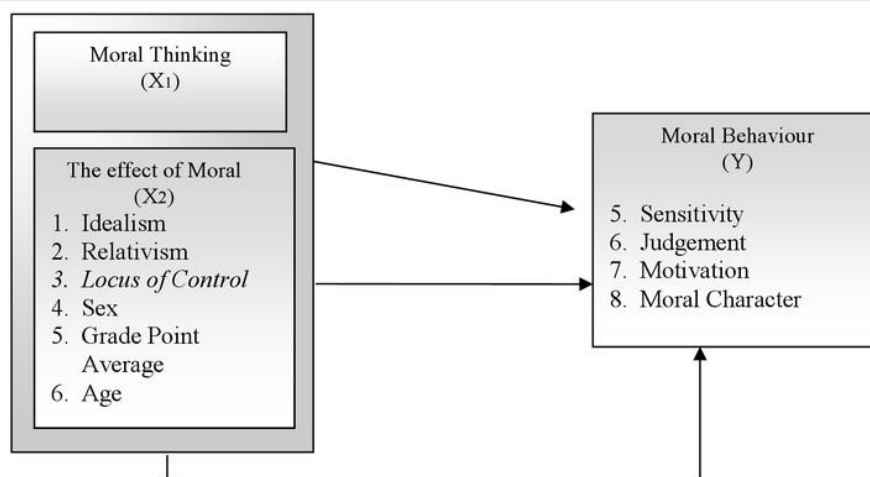 Moral Thinking
(X1)
The effect of Moral
(X2)
1. Idealism
2. Relativism
3. Locus of Control
4. Sex
5. Grade Point
Average
6. Age
Moral Behaviour
(Y)
5. Sensitivity
6. Judgement
7. Motivation
8. Moral Character